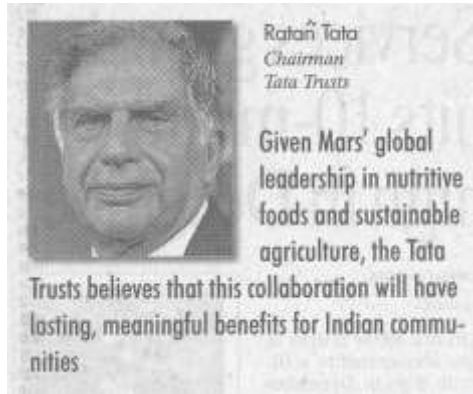 Ratan Tata
Chairman
Tata Trusts
Given Mars' global
leadership in nutritive
foods and sustainable
agriculture, the Tata
Trusts believes that this collaboration will have
lasting, meaningful benefits for Indian commu-
nities